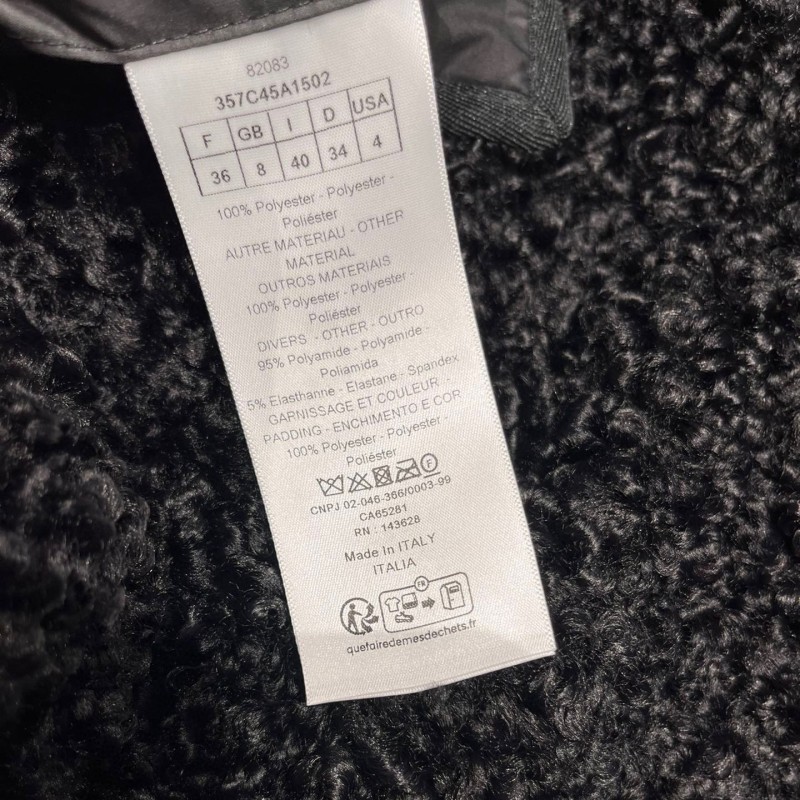 82083
357C45A1502
F GB I D USA
36 8 40 34 4
100% Polyester - Polyester -
Poliéster
AUTRE MATERIAU - OTHER
MATERIAL
OUTROS MATERIAIS
100% Polyester - Polyester -
Poliéster
DIVERS - OTHER - OUTRO
95% Polyamide - Polyamide -
Poliamida
5% Elasthanne - Elastane - Spandex
GARNISSAGE ET COULEUR -
PADDING - ENCHIMENTO E COR
100% Polyester - Polyester -
Poliéster
F
CNPJ 02-046-366/0003-99
CA65281
RN : 143628
Made In ITALY
ITALIA
FR
quefairedemesdechets.fr